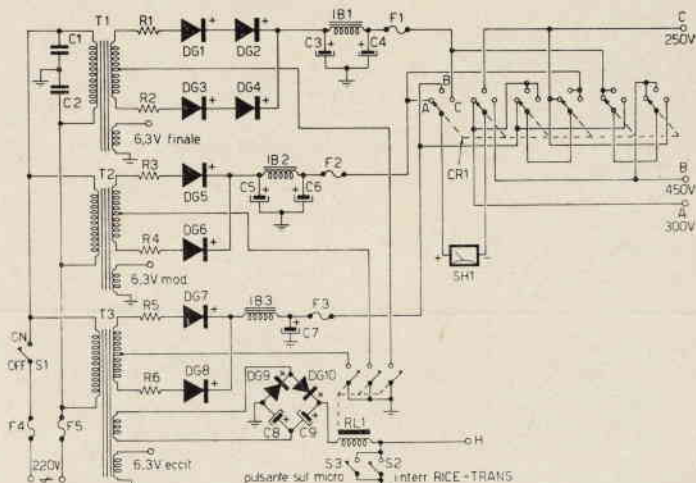 T1 R1 DG1 DG2 IB1 F1 C 250V
C1 C3 C4
C2 R2 DG3 DG4 B
A C
6,3V finale
T2 R3 DG5 IB2 F2 CR1
C5 C6 B 450V
R4 DG6 A 300V
6,3V mod. + SH1 -
T3 R5 DG7 IB3 F3
C7
ON
OFF S1 R6 DG8 DG9 DG10
F4 F5 C8 C9 RL1 H
220V 6,3V eccit S3 S2
pulsante sul micro interr RICE-TRANS